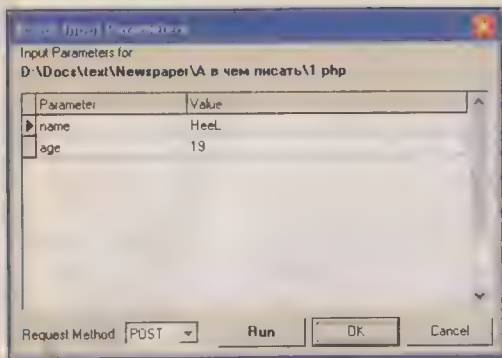 Input Parameters for
D:\Docs\text\Newspaper\А в чем писать\1 php
Parameter Value
name HeeL
age 19
Request Method POST Run OK Cancel